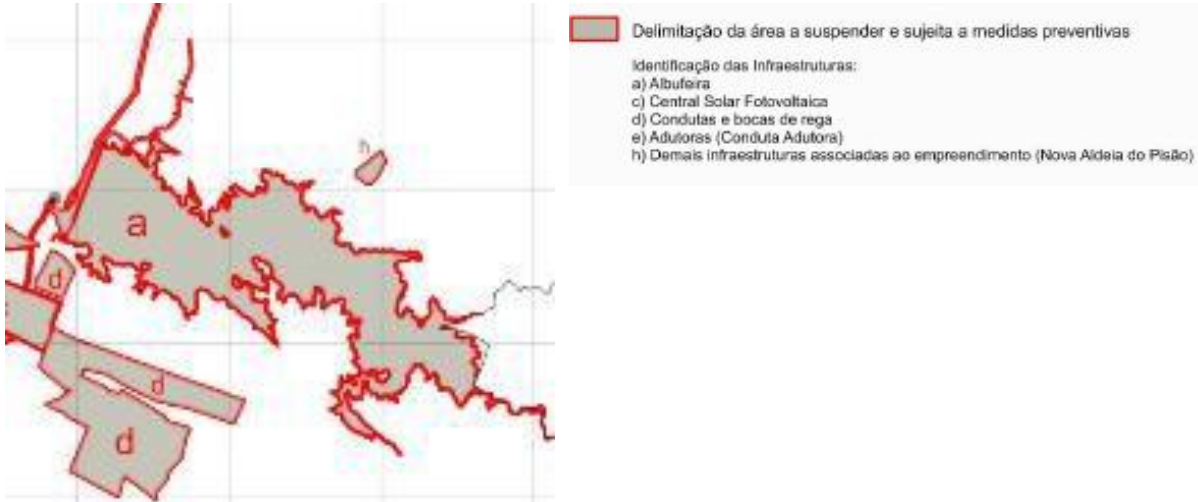 h
a
d
d
d
Delimitação da área a suspender e sujeita a medidas preventivas
Identificação das Infraestruturas:
a) Albufeira
c) Central Solar Fotovoltaica
d) Condutas e bocas de rega
e) Adutoras (Conduta Adutora)
h) Demais infraestruturas associadas ao empreendimento (Nova Aldeia do Pisão)